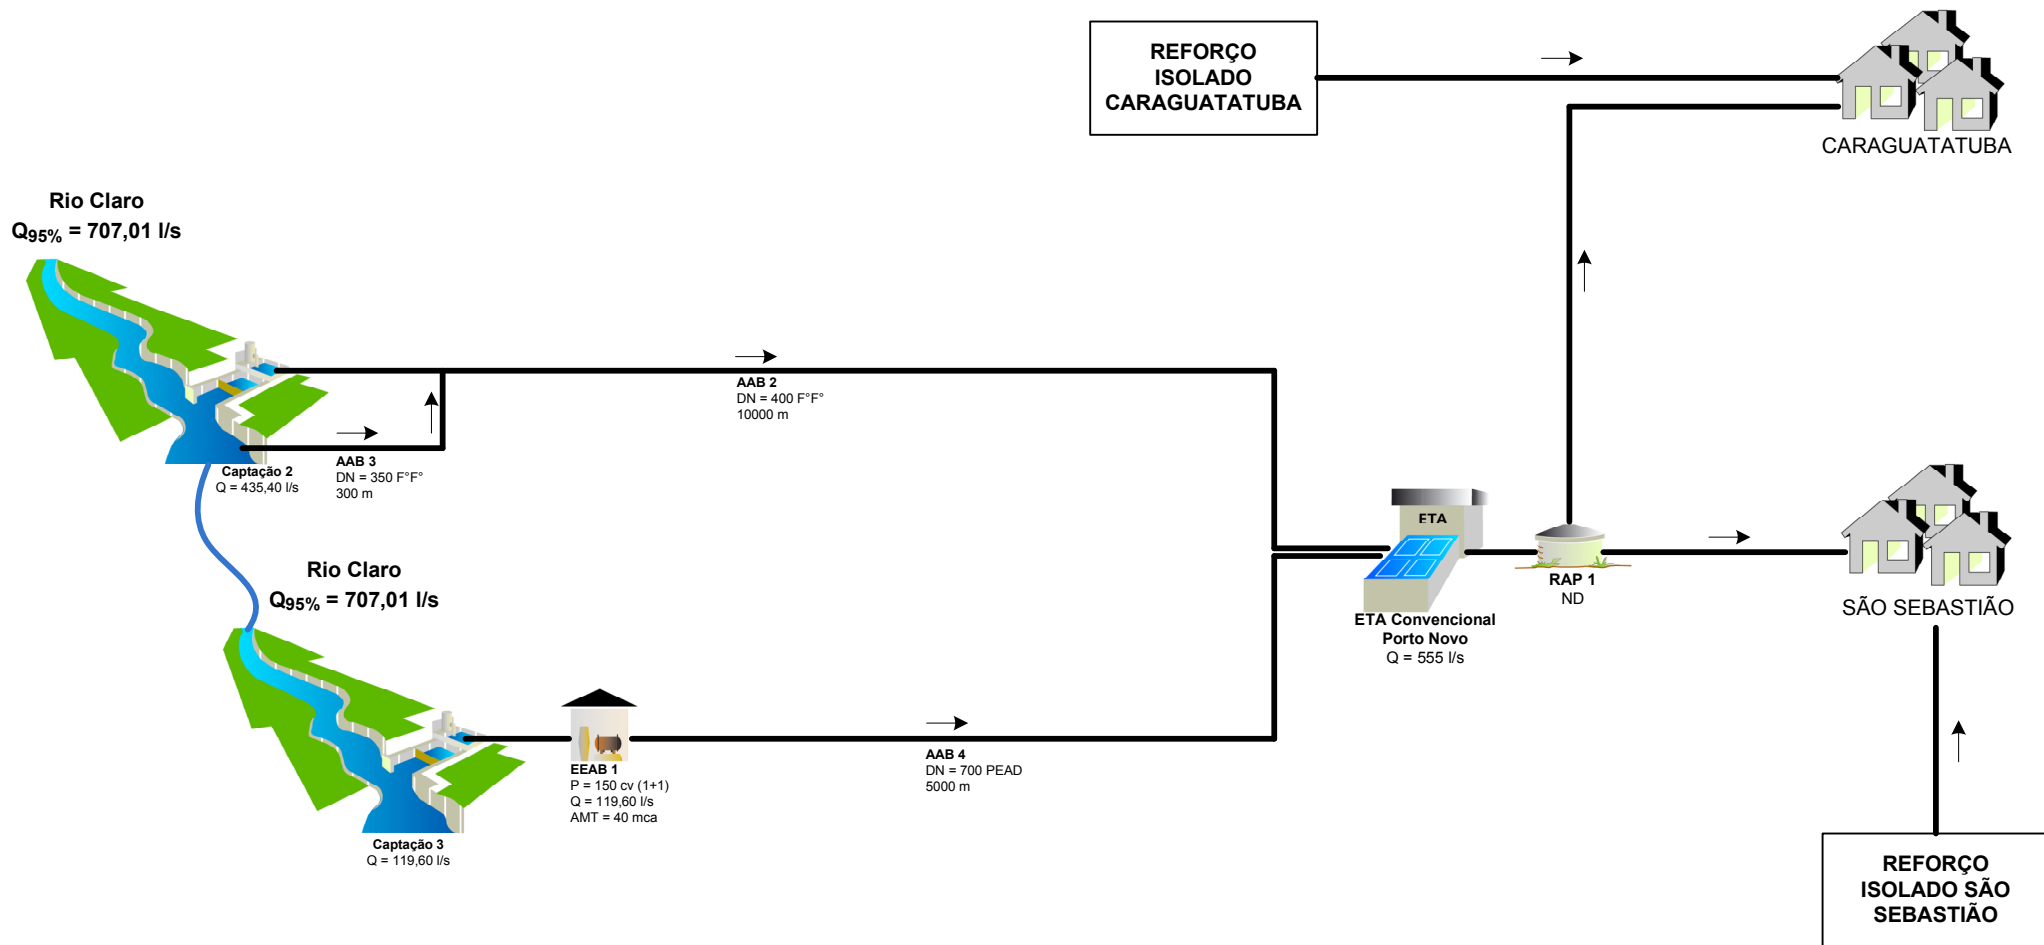 REFORÇO
ISOLADO
CARAGUATATUBA
CARAGUATATUBA
Rio Claro
Q95% = 707,01 l/s
AAB 2
DN = 400 F°F°
10000 m
Captação 2
Q = 435,40 l/s
AAB 3
DN = 350 F°F°
300 m
ETA
ETA Convencional
Porto Novo
Q = 555 l/s
RAP 1
ND
SÃO SEBASTIÃO
Rio Claro
Q95% = 707,01 l/s
EEAB 1
P = 150 cv (1+1)
Q = 119,60 l/s
AMT = 40 mca
AAB 4
DN = 700 PEAD
5000 m
Captação 3
Q = 119,60 l/s
REFORÇO
ISOLADO SÃO
SEBASTIÃO